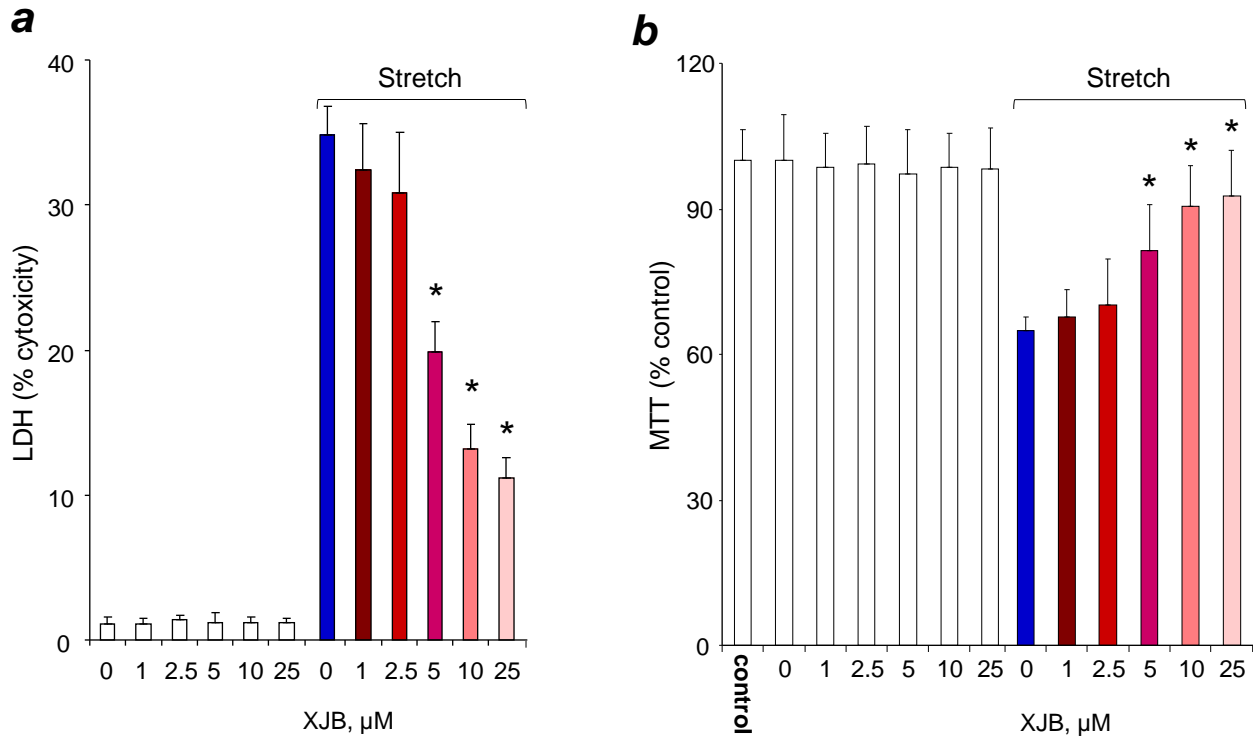 a
40
30
20
10
0
LDH (% cytotoxicity)
Stretch
*
*
*
0 1 2.5 5 10 25 0 1 2.5 5 10 25
XJB, µM
b
120
90
60
30
0
MTT (% control)
Stretch
*
*
*
control 0 1 2.5 5 10 25 0 1 2.5 5 10 25
XJB, µM